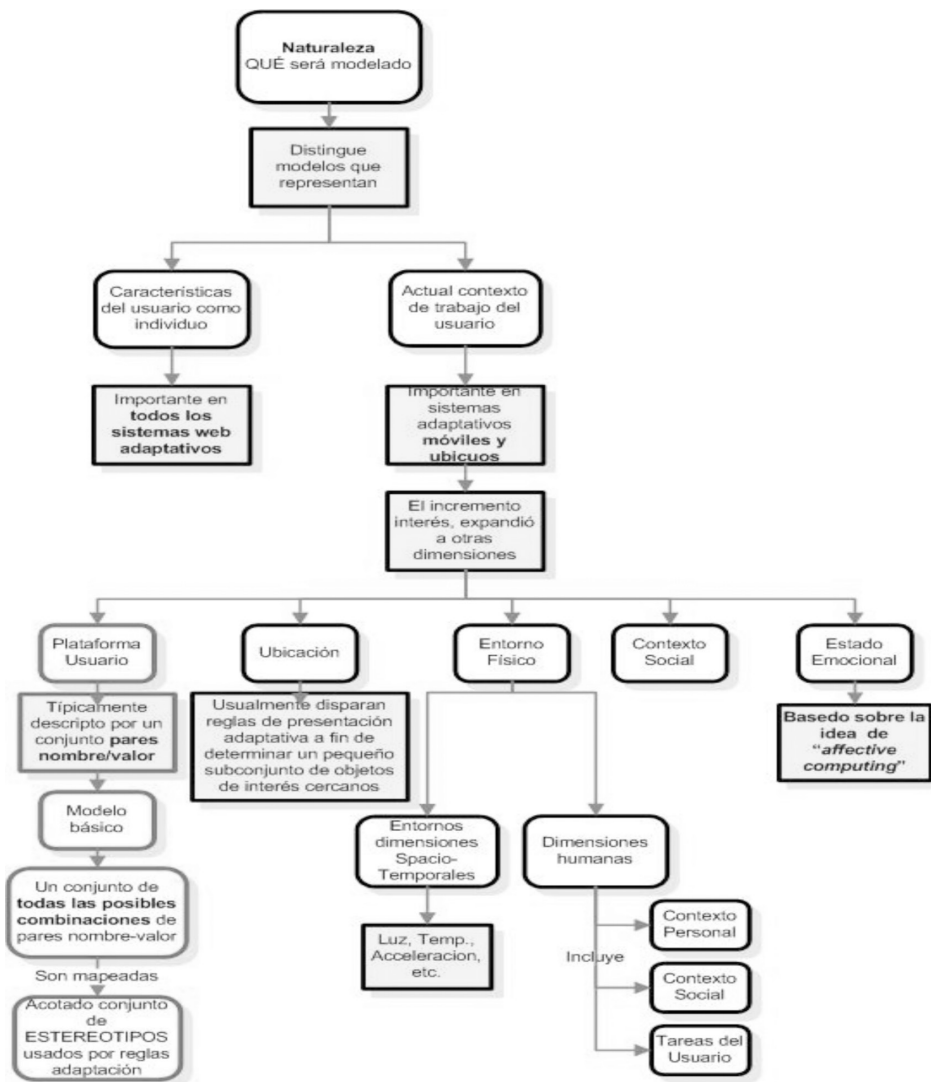 Naturaleza
QUÉ será modelado
Distingue
modelos que
representan
Características
del usuario como
individuo
Actual contexto
de trabajo del
usuario
Importante en
todos los
sistemas web
adaptativos
Importante en
sistemas
adaptativos
móviles y
ubicuos
El incremento
interés, expandió
a otras
dimensiones
Plataforma
Usuario
Ubicación
Entorno
Físico
Contexto
Social
Estado
Emocional
Típicamente
descripto por un
conjunto pares
nombre/valor
Usualmente disparan
reglas de presentación
adaptativa a fin de
determinar un pequeño
subconjunto de objetos
de interés cercanos
Basedo sobre la
idea de
“affective
computing”
Modelo
básico
Entornos
dimensiones
Spacio-
Temporales
Dimensiones
humanas
Un conjunto de
todas las posibles
combinaciones de
pares nombre-valor
Luz, Temp.,
Acceleracion,
etc.
Incluye
Contexto
Personal
Contexto
Social
Tareas del
Usuario
Son mapeadas
Acotado conjunto
de
ESTEREOTIPOS
usados por reglas
adaptación